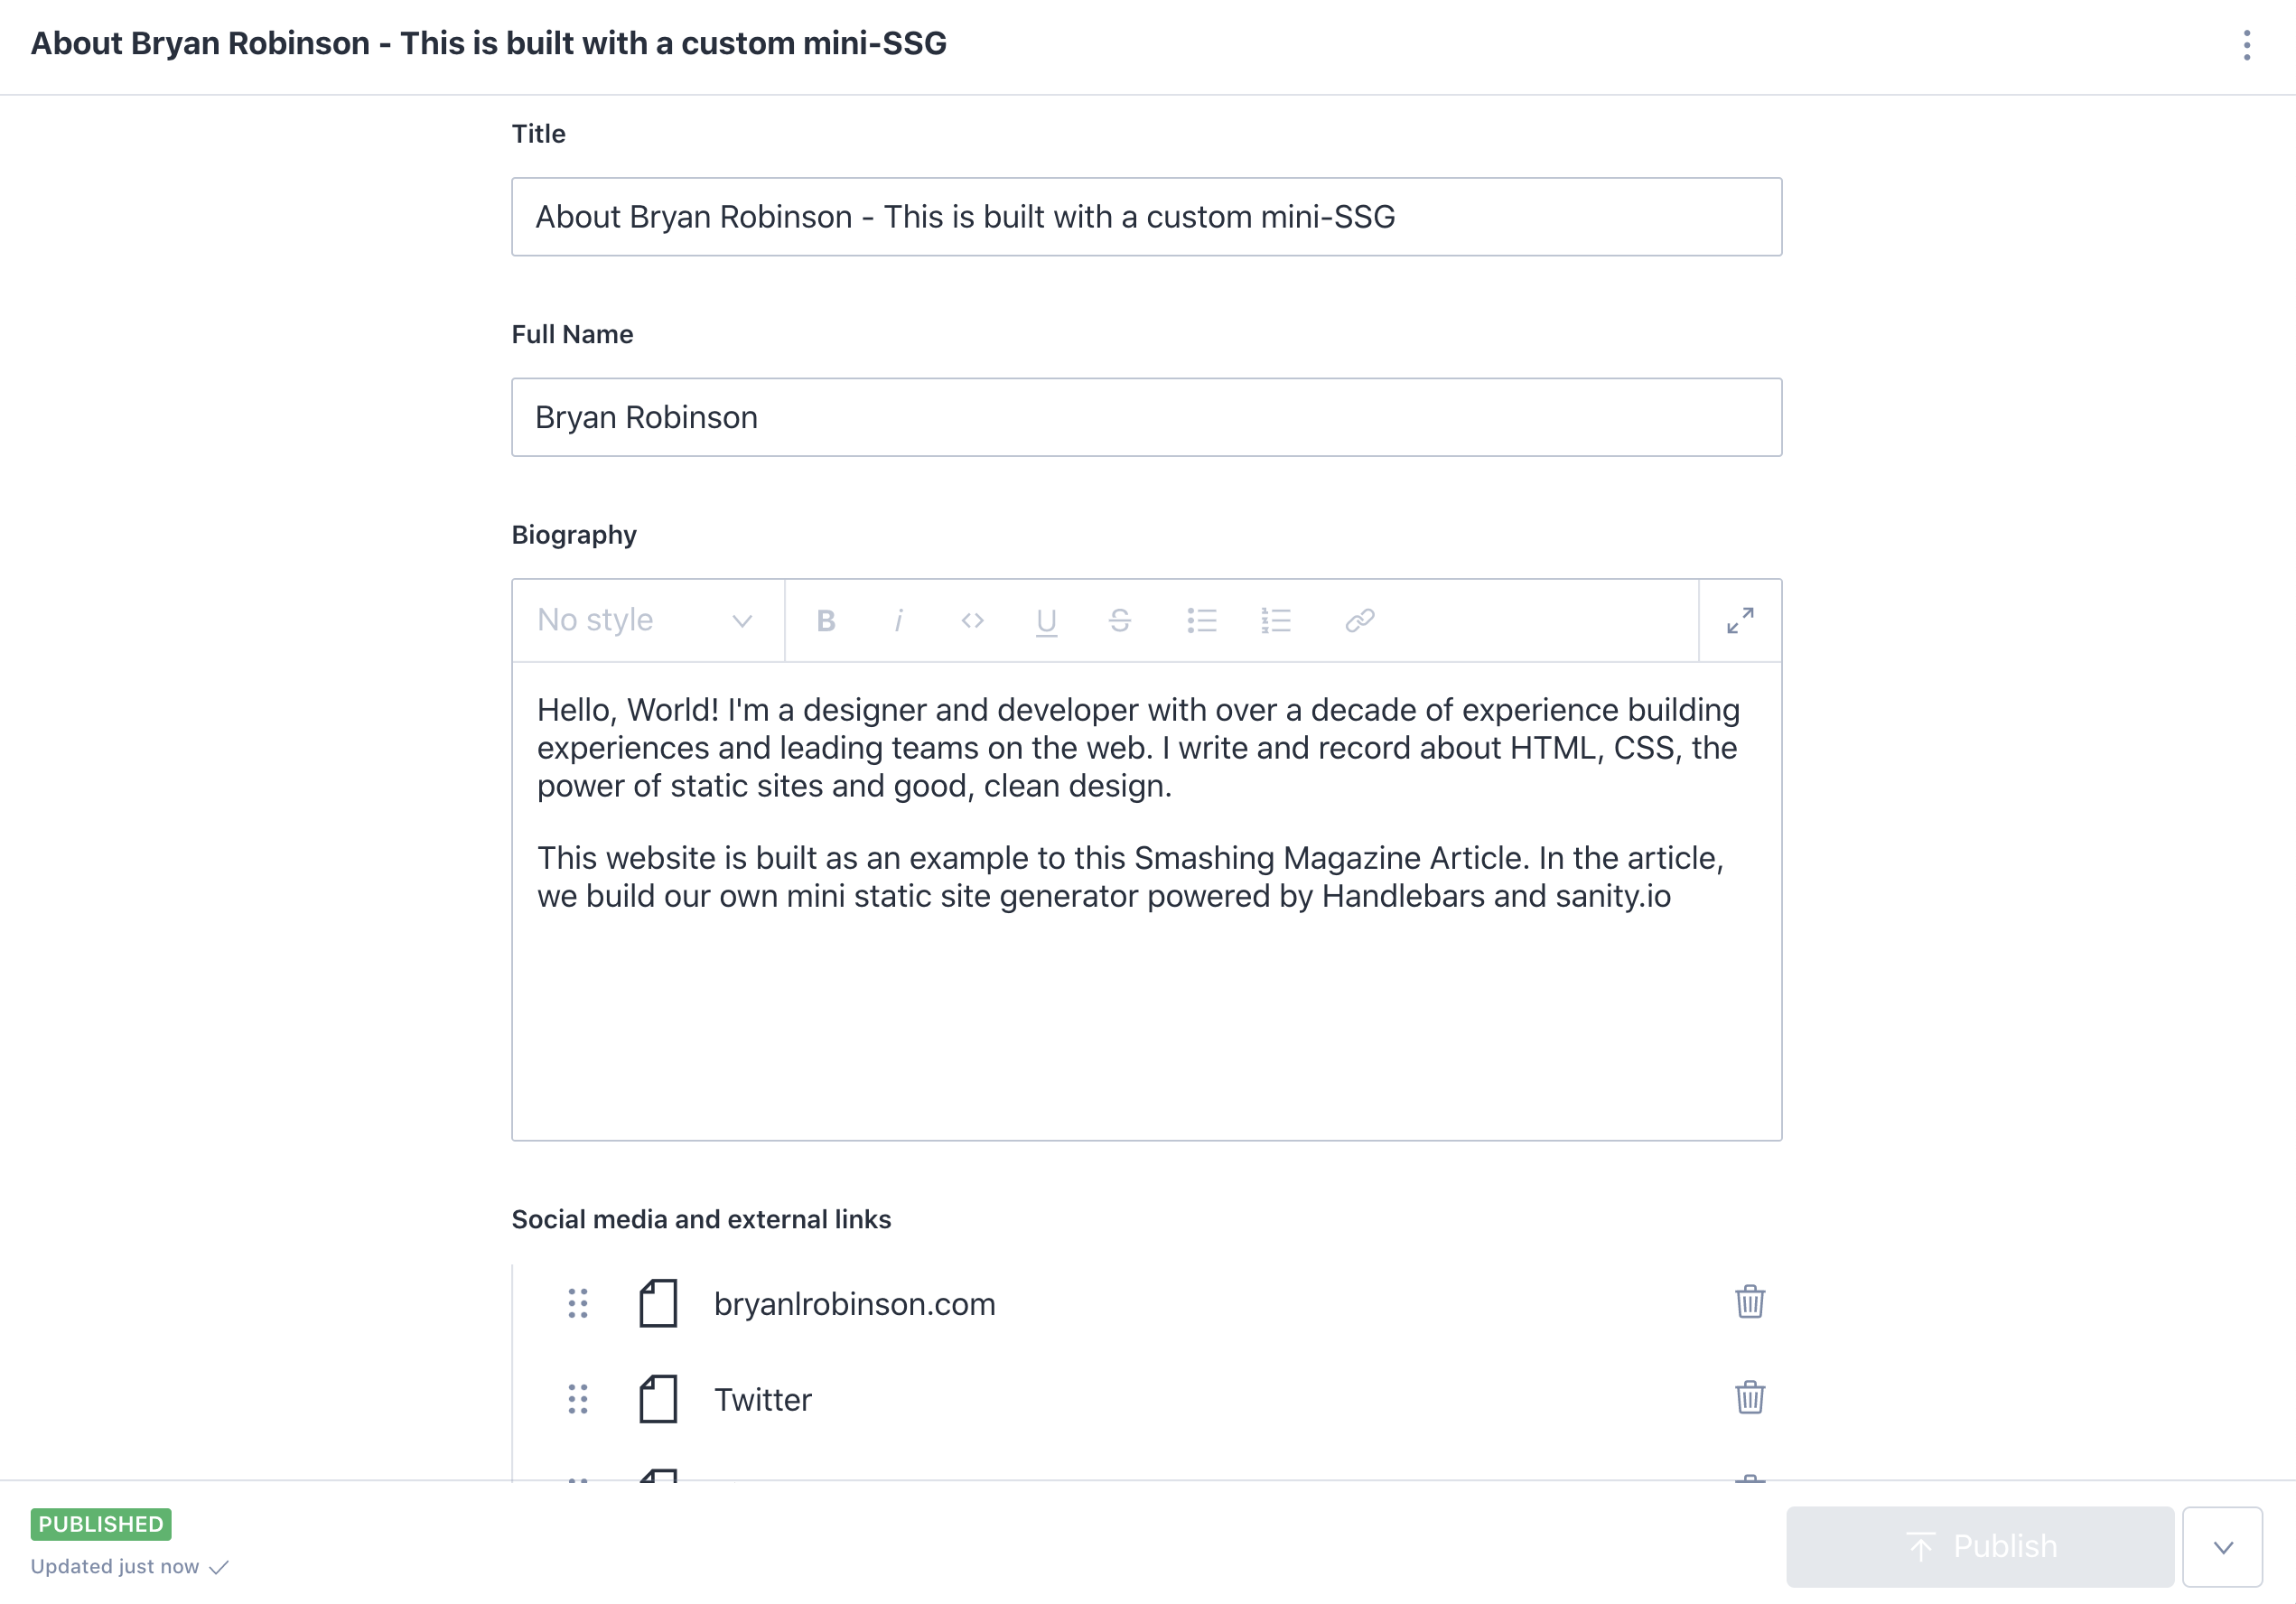 About Bryan Robinson - This is built with a custom mini-SSG
Title
About Bryan Robinson - This is built with a custom mini-SSG
Full Name
Bryan Robinson
Biography
No style
B i <> U S
Hello, World! I'm a designer and developer with over a decade of experience building
experiences and leading teams on the web. I write and record about HTML, CSS, the
power of static sites and good, clean design.
This website is built as an example to this Smashing Magazine Article. In the article,
we build our own mini static site generator powered by Handlebars and sanity.io
Social media and external links
bryanlrobinson.com
Twitter
PUBLISHED
Updated just now
Publish